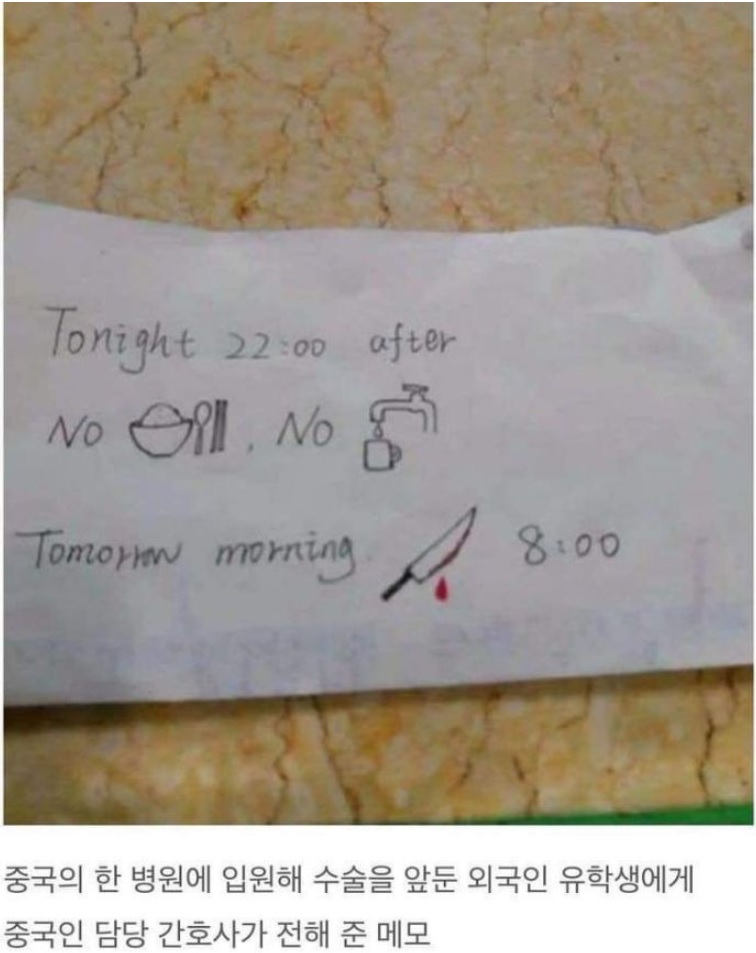 Tonight 22:00 after
No , No
Tomorrow morning 8:00
중국의 한 병원에 입원해 수술을 앞둔 외국인 유학생에게
중국인 담당 간호사가 전해 준 메모